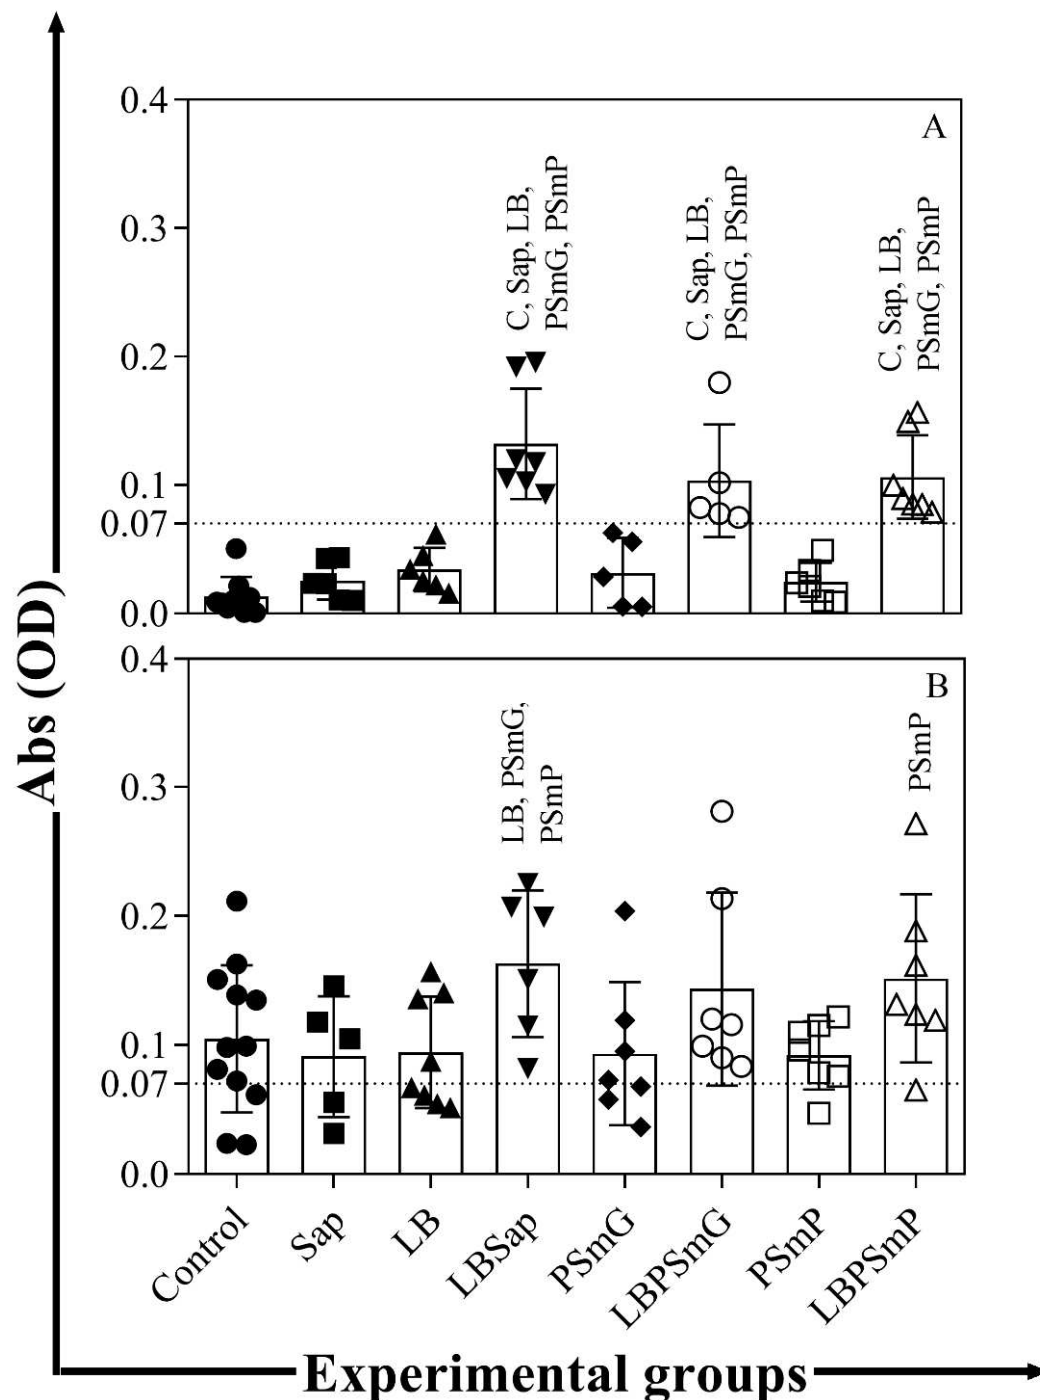 Abs (OD)
0.4
0.3
0.2
0.1
0.07
0.0
A
C, Sap, LB,
PSmG, PSmP
C, Sap, LB,
PSmG, PSmP
C, Sap, LB,
PSmG, PSmP
0.4
0.3
0.2
0.1
0.07
0.0
B
LB, PSmG,
PSmP
PSmP
Control
Sap
LB
LBSap
PSmG
LBPSmG
PSmP
LBPSmP
Experimental groups